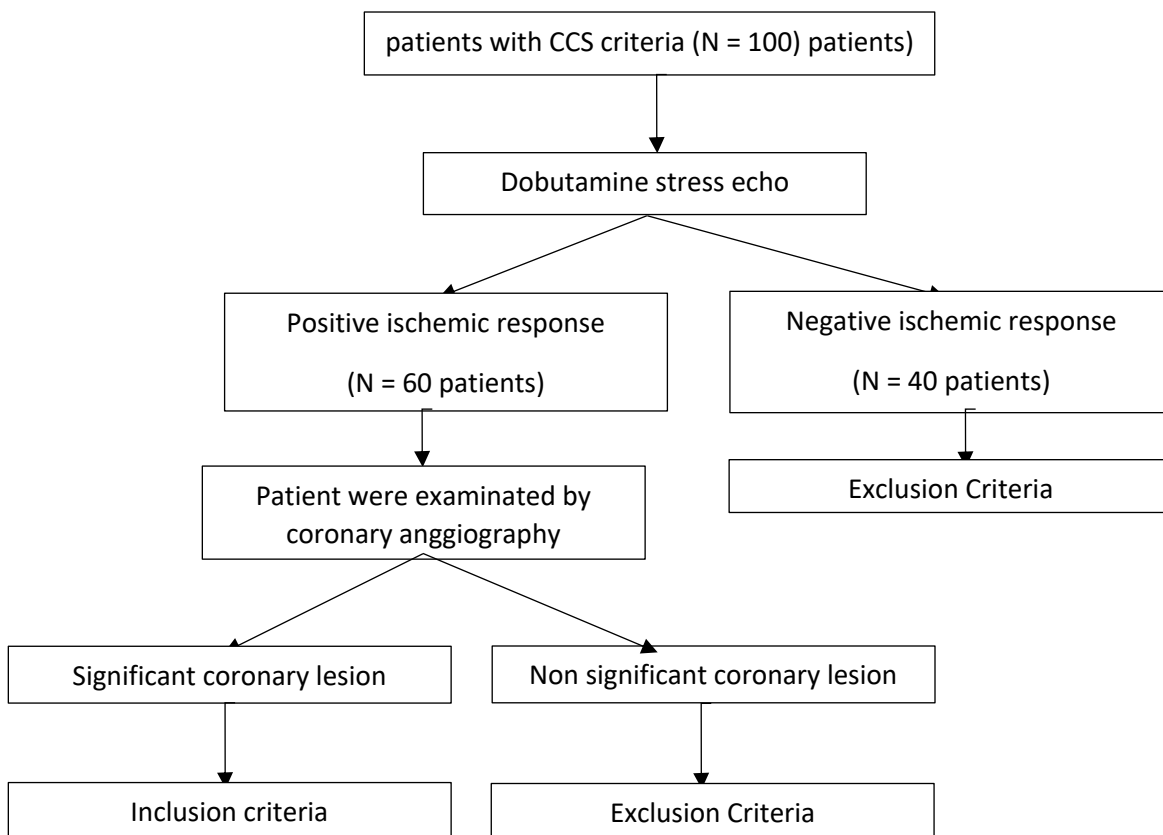 patients with CCS criteria (N = 100) patients)
Dobutamine stress echo
Positive ischemic response
(N = 60 patients)
Negative ischemic response
(N = 40 patients)
Patient were examinated by
coronary anggiography
Exclusion Criteria
Significant coronary lesion
Non significant coronary lesion
Inclusion criteria
Exclusion Criteria